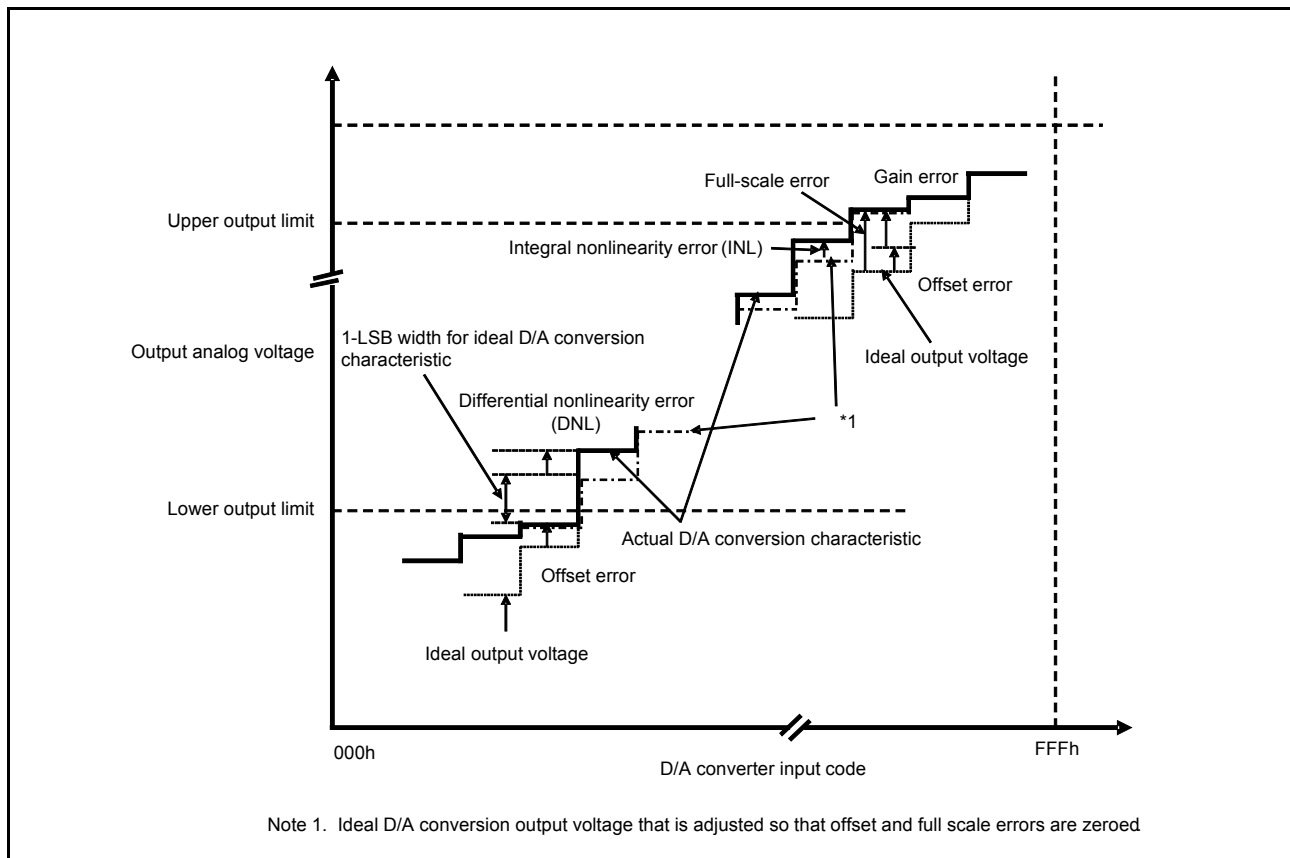 Full-scale error
Gain error
Upper output limit
Integral nonlinearity error (INL)
Offset error
1-LSB width for ideal D/A conversion
characteristic
Output analog voltage
Ideal output voltage
Differential nonlinearity error
(DNL)
*1
Lower output limit
Actual D/A conversion characteristic
Offset error
Ideal output voltage
000h
FFFh
D/A converter input code
Note 1. Ideal D/A conversion output voltage that is adjusted so that offset and full scale errors are zeroed.